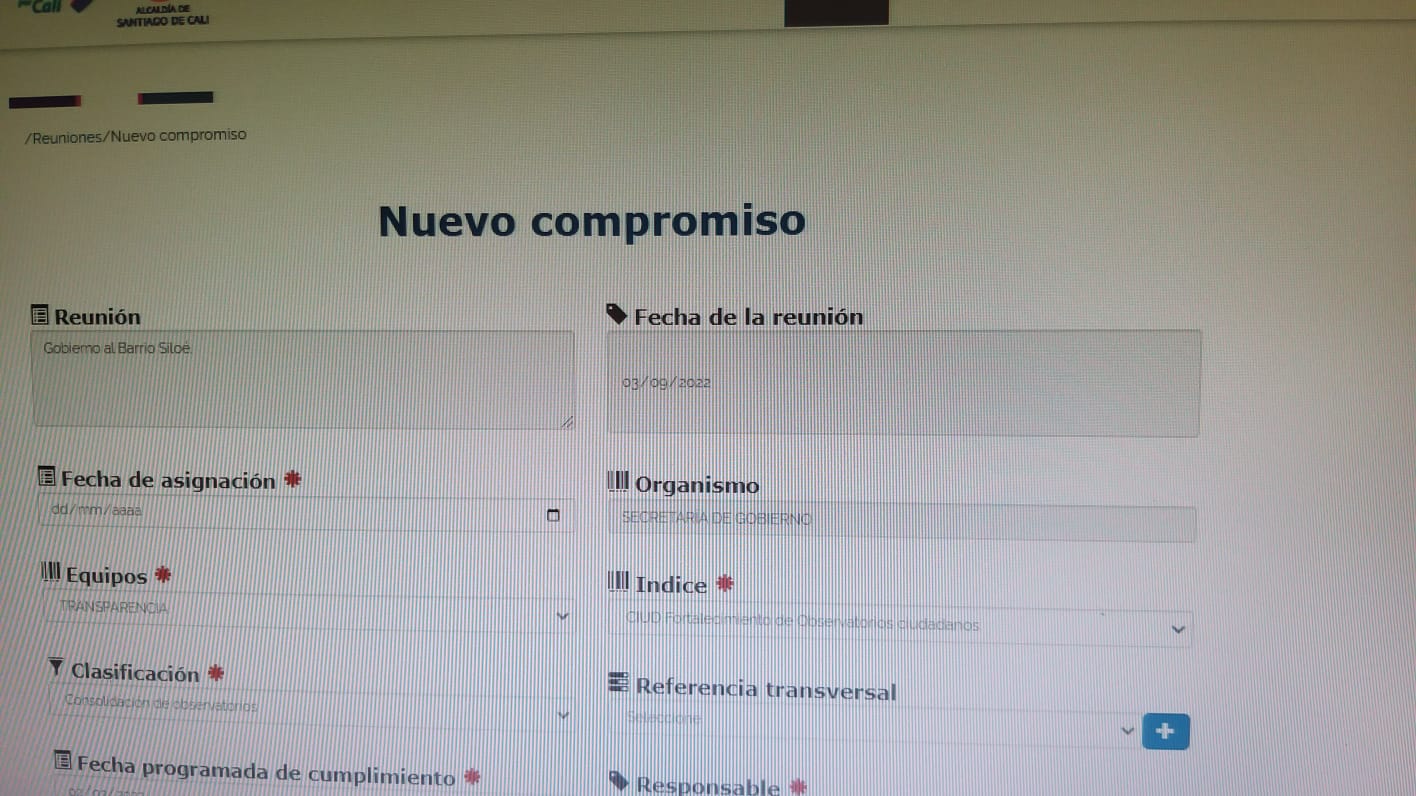 Cali
ALCALDÍA DE
SANTIAGO DE CALI
/Reuniones/Nuevo compromiso
Nuevo compromiso
Reunión
Gobierno al Barrio Siloé.
Fecha de la reunión
03/09/2022
Fecha de asignación *
dd/mm/aaaa
Organismo
SECRETARIA DE GOBIERNO
Equipos *
TRANSPARENCIA
Indice *
CIUD Fortalecimiento de Observatorios ciudadanos
Clasificación *
Consolidación de observatorios
Referencia transversal
Seleccione
Fecha programada de cumplimiento *
Responsable *